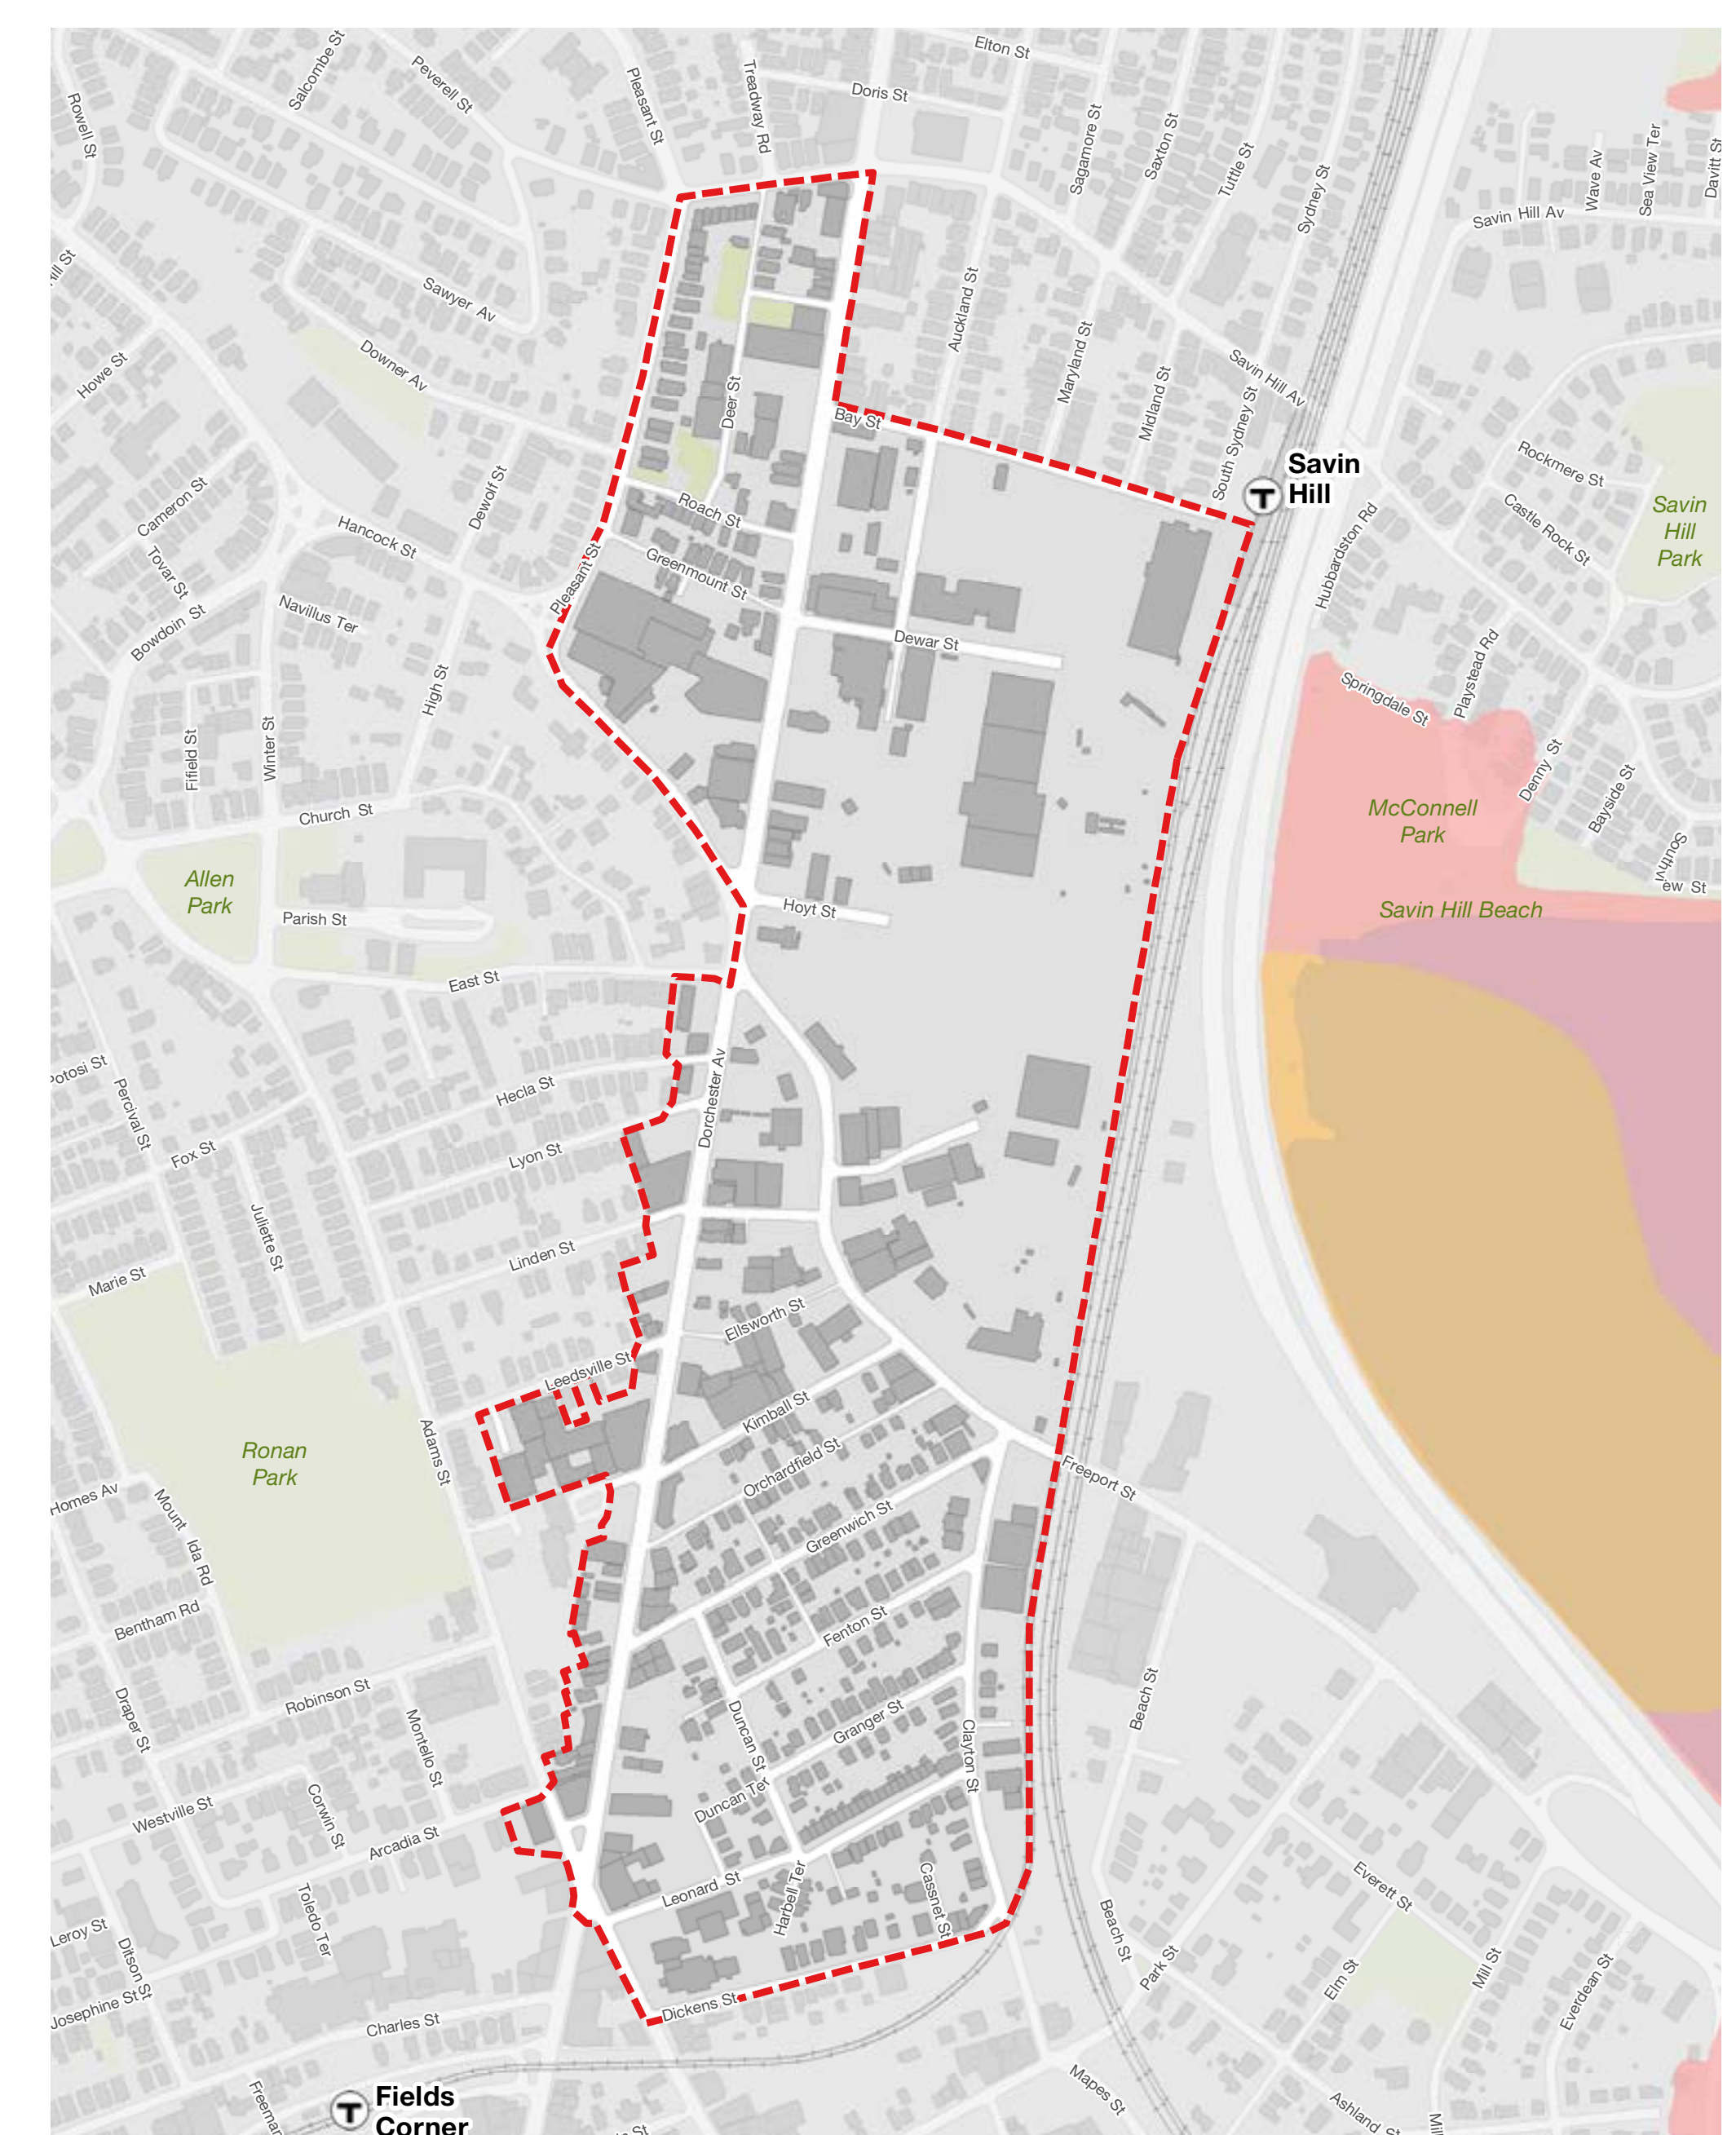 Elton St
Salcombe St
Peverell St
Pleasant St
Treadway Rd
Doris St
Rowell St
Sagamore St
Saxton St
Tuttle St
Sydney St
Wave Av
Sea View Ter
Davitt St
Savin Hill Av
Sawyer Av
Auckland St
Maryland St
Midland St
Savin Hill Av
South Sydney St
Howe St
Downer Av
Deer St
Bay St
Savin
Hill
Rockmere St
Castle Rock St
Savin
Hill
Park
Hubbardston Rd
Cameron St
Dewolf St
Hancock St
Roach St
Greenmount St
Pleasant St
Tovar St
Bowdoin St
Navillus Ter
Dewar St
High St
Springdale St
Playstead Rd
Denny St
Bayside St
Fifield St
Winter St
Church St
McConnell
Park
Southvi
ew St
Allen
Park
Parish St
Hoyt St
Savin Hill Beach
East St
Potosi St
Percival St
Hecla St
Dorchester Av
Fox St
Lyon St
Juliette St
Linden St
Marie St
Ellsworth St
Leedsville St
Kimball St
Adams St
Orchardfield St
Ronan
Park
Freeport St
Homes Av
Mount Ida Rd
Greenwich St
Bentham Rd
Fenton St
Robinson St
Draper St
Montello St
Duncan St
Granger St
Clayton St
Beach St
Duncan Ter
Westville St
Corwin St
Arcadia St
Leonard St
Harbell Ter
Cassnet St
Everett St
Toledo Ter
Leroy St
Ditson St
Beach St
Park St
Elm St
Mill St
Everdean St
Josephine St
Charles St
Dickens St
Fields
Corner
Mapes St
Ashland St